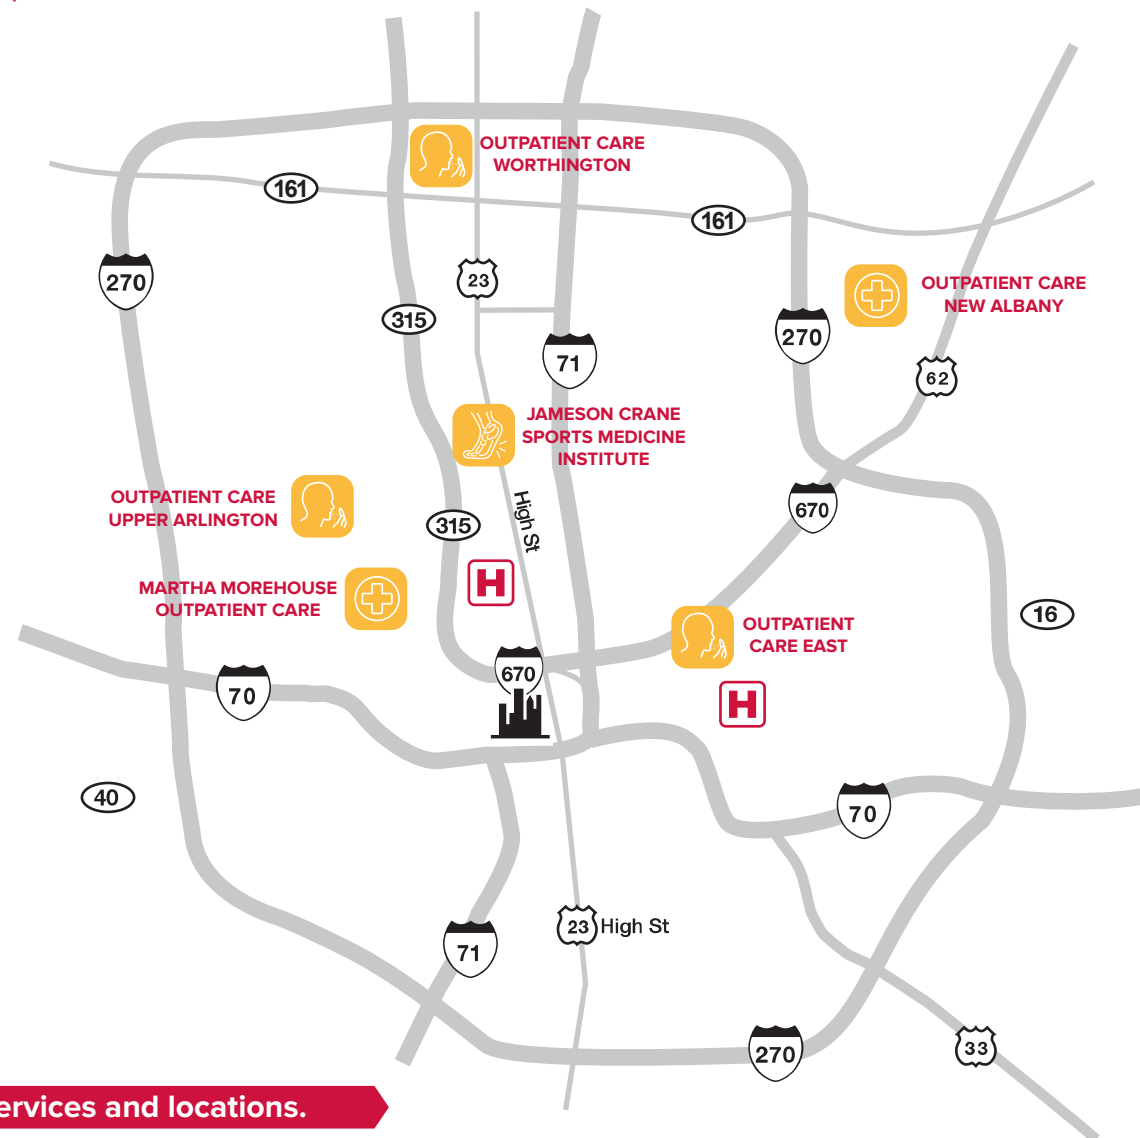 OUTPATIENT CARE
WORTHINGTON
161
161
270
23
OUTPATIENT CARE
NEW ALBANY
315
270
71
62
JAMESON CRANE
SPORTS MEDICINE
INSTITUTE
OUTPATIENT CARE
UPPER ARLINGTON
High St
670
315
H
MARTHA MOREHOUSE
OUTPATIENT CARE
16
OUTPATIENT
CARE EAST
670
70
H
40
70
23 High St
71
33
270
ervices and locations.